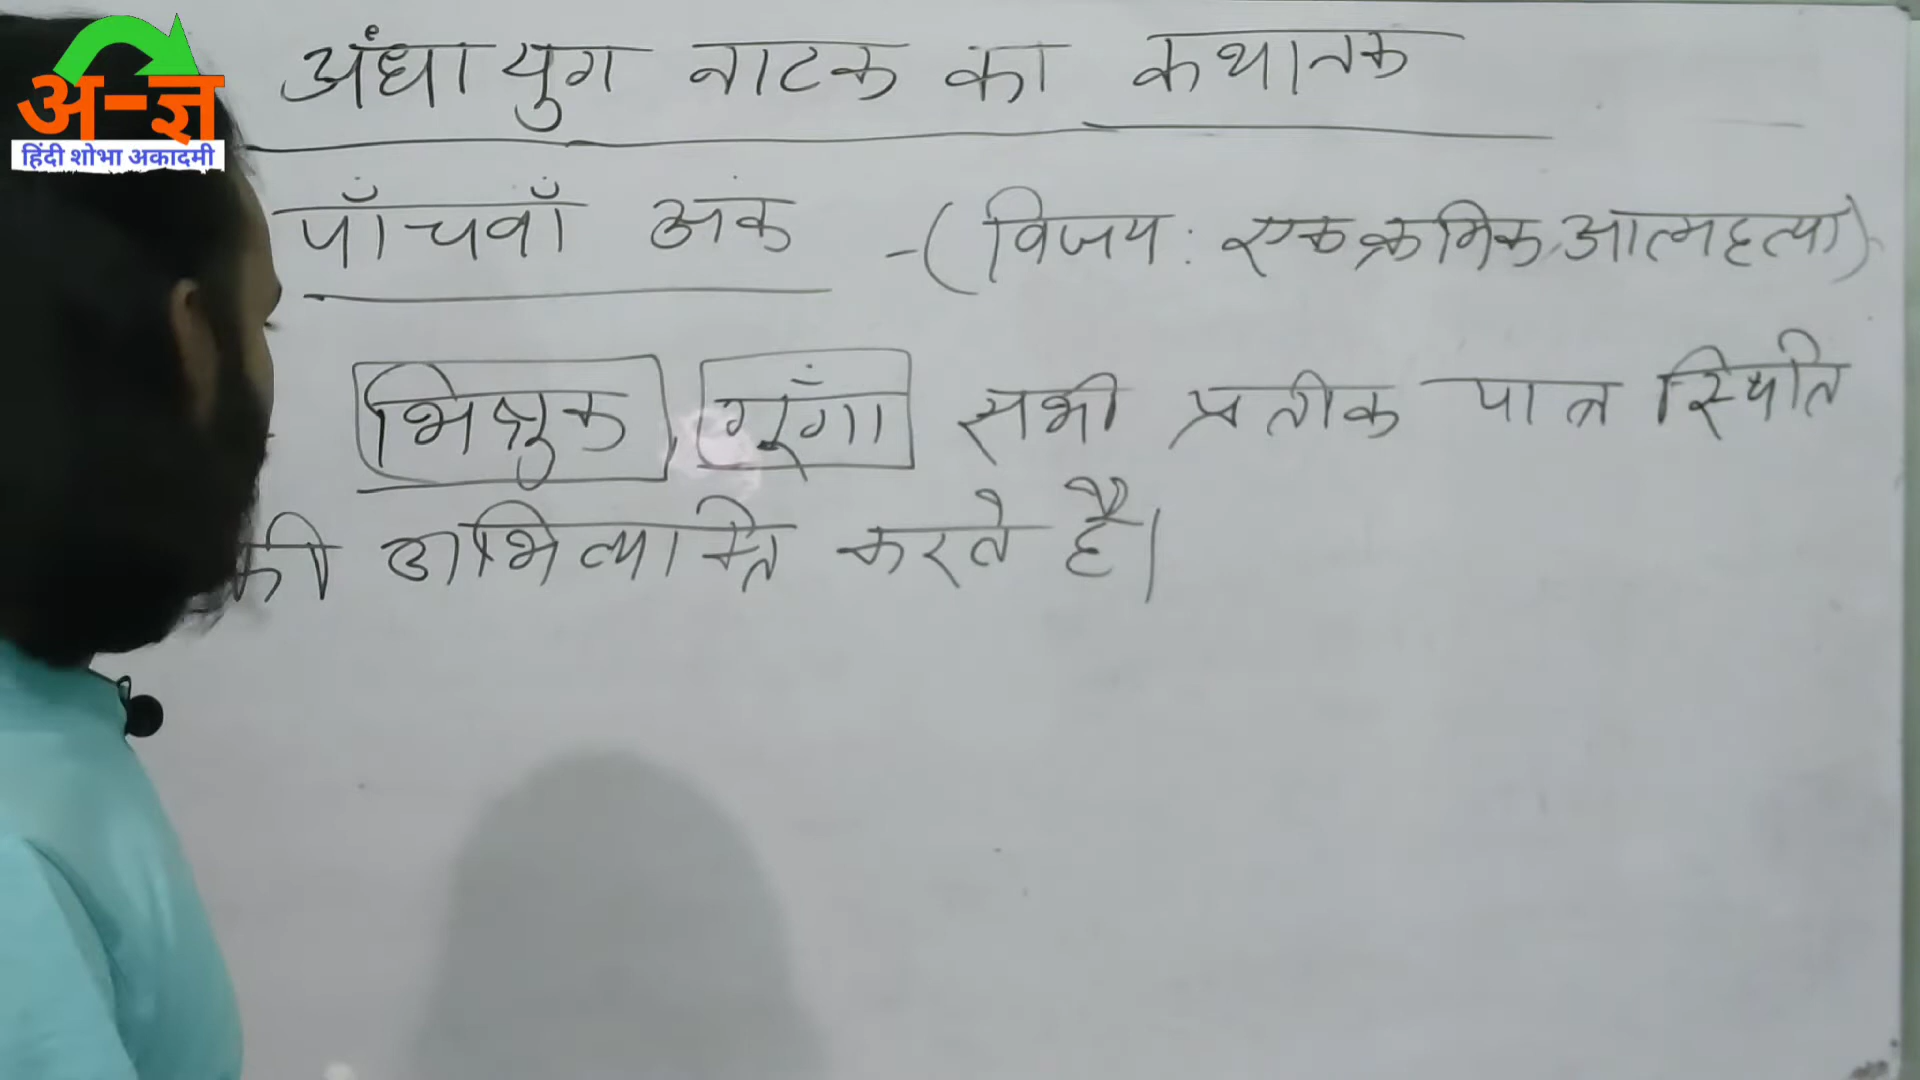 अ-ज्ञ
हिंदी शोभा अकादमी
अंधा युग नाटक का कथानक
पाँचवाँ अंक - (विजय : एक क्रमिक आत्महत्या)
भिक्षुक, गूँगा सभी प्रतीक पात्र स्थिति
की अभिव्यक्ति करते है।